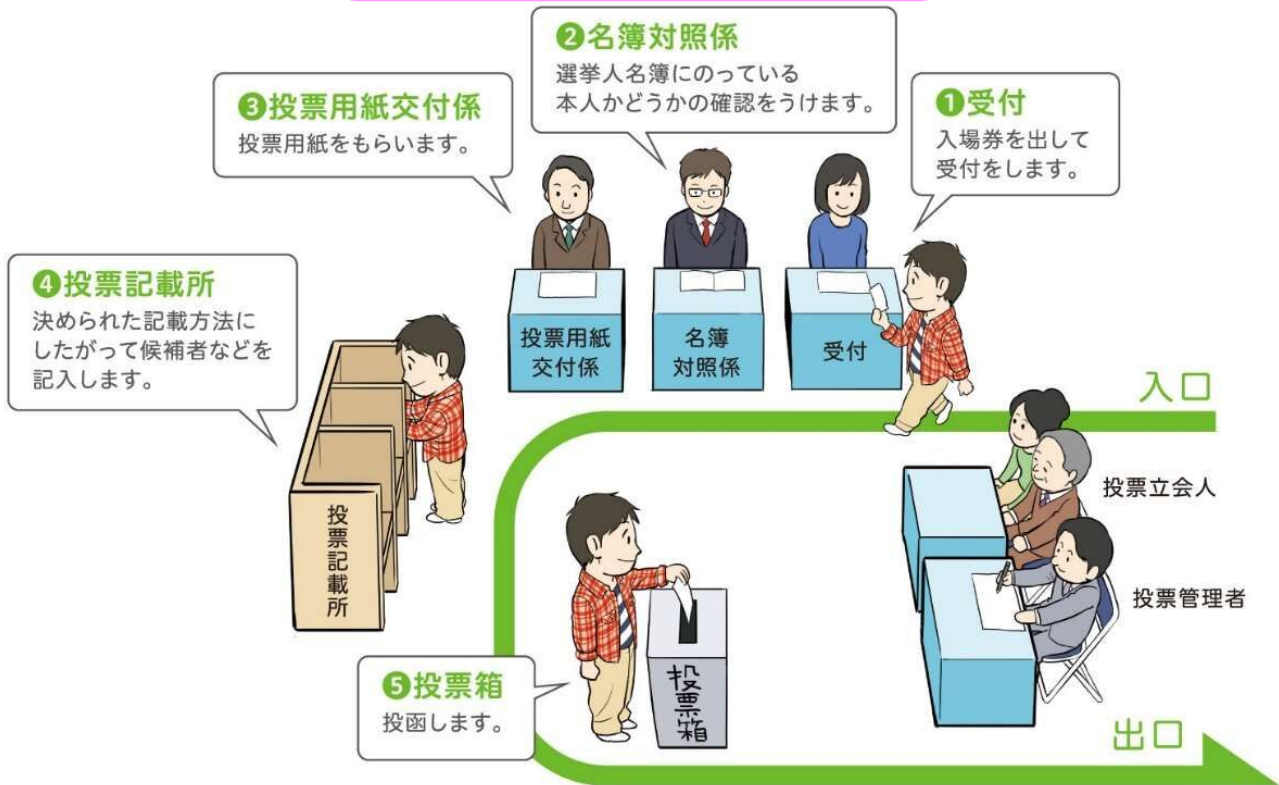 ❶受付
入場券を出して
受付をします。
❷名簿対照係
選挙人名簿にのっている
本人かどうかの確認をうけます。
❸投票用紙交付係
投票用紙をもらいます。
❹投票記載所
決められた記載方法に
したがって候補者などを
記入します。
投票用紙
交付係
名簿
対照係
受付
入口
投票記載所
投票立会人
投票管理者
❺投票箱
投函します。
投票箱
出口